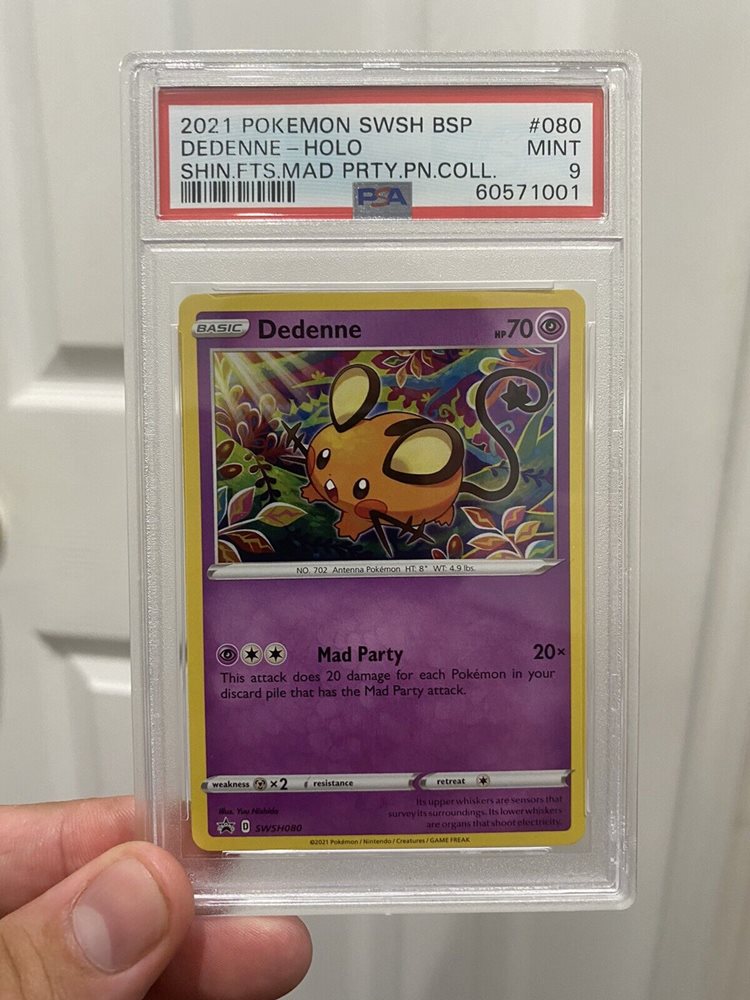 2021 POKEMON SWSH BSP #080
DEDENNE - HOLO MINT
SHIN.FTS.MAD PRTY.PN.COLL. 9
PSA 60571001
BASIC Dedenne HP 70
NO. 702 Antenna Pokémon HT: 8" WT: 4.9 lbs.
Mad Party 20×
This attack does 20 damage for each Pokémon in your
discard pile that has the Mad Party attack.
weakness ×2 resistance retreat
Illus. Yuu Nishida
Its upper whiskers are sensors that
survey its surroundings. Its lower whiskers
are organs that shoot electricity.
D SWSH080
©2021 Pokémon / Nintendo / Creatures / GAME FREAK